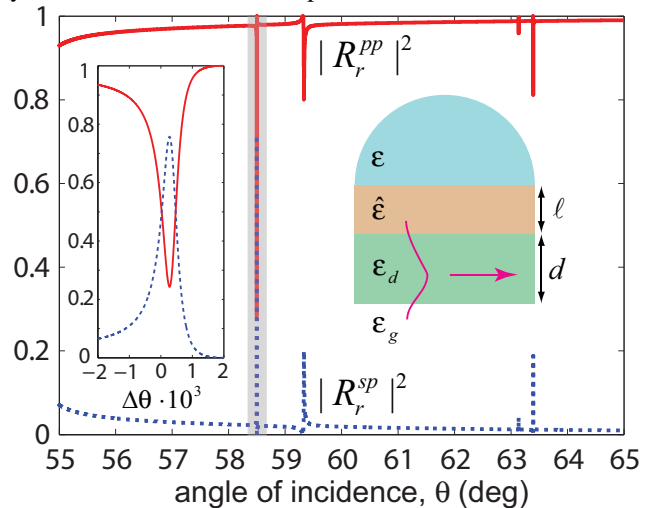 1
0.8
0.6
0.4
0.2
0
55
56
57
58
59
60
61
62
63
64
65
angle of incidence, θ (deg)
| R_r^{pp} |^2
| R_r^{sp} |^2
1
0.8
0.6
0.4
0.2
0
−2
−1
0
1
2
Δθ · 10^3
ε
ε̂
ℓ
ε_d
d
ε_g